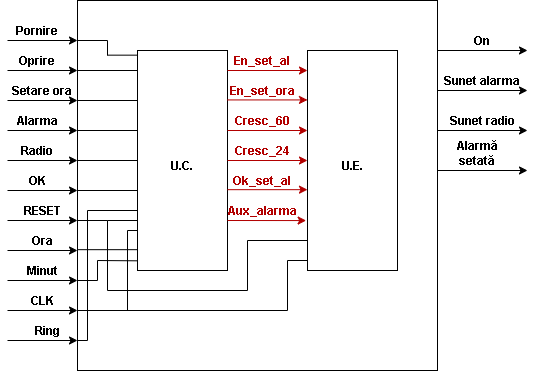 Pornire
Oprire
Setare ora
Alarma
Radio
OK
RESET
Ora
Minut
CLK
Ring
U.C.
En_set_al
En_set_ora
Cresc_60
Cresc_24
Ok_set_al
Aux_alarma
U.E.
On
Sunet alarma
Sunet radio
Alarmă
setată